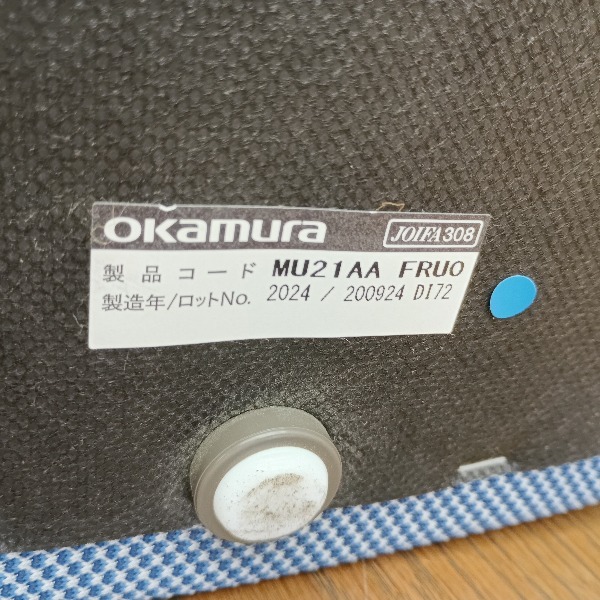 okamura JOIFA308
製品コード MU21AA FRU0
製造年/ロットNo. 2024 / 200924 DI72